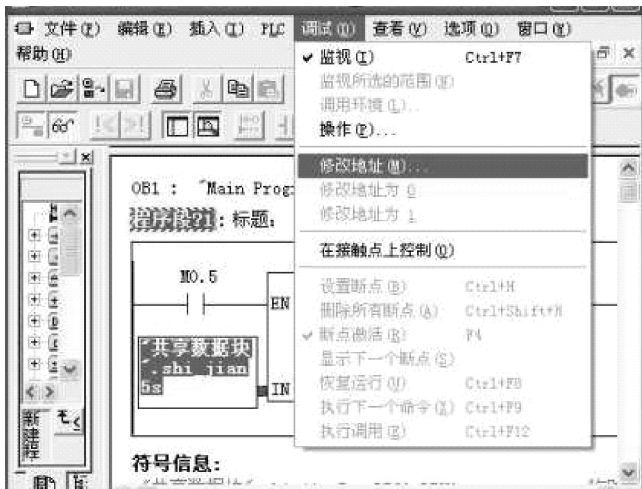 文件(F) 编辑(E) 插入(I) PLC 调试(D) 查看(V) 选项(O) 窗口(W)
帮助(H)
监视(I) Ctrl+F7
监视所选的范围(W)
调用环境(L)..
操作(P)...
修改地址(M)...
修改地址为 0
修改地址为 1
在接触点上控制(Q)
设置断点(B) Ctrl+H
删除所有断点(A) Ctrl+Shift+H
断点激活(R) F4
显示下一个断点(S)
恢复运行(U) Ctrl+F8
执行下一个命令(X) Ctrl+F9
执行调用(E) Ctrl+F12
OB1 : "Main Prog
程序段?1:标题:
M0.5
EN
"共享数据块
".shi_jian
5s
IN
新
建
程
符号信息: